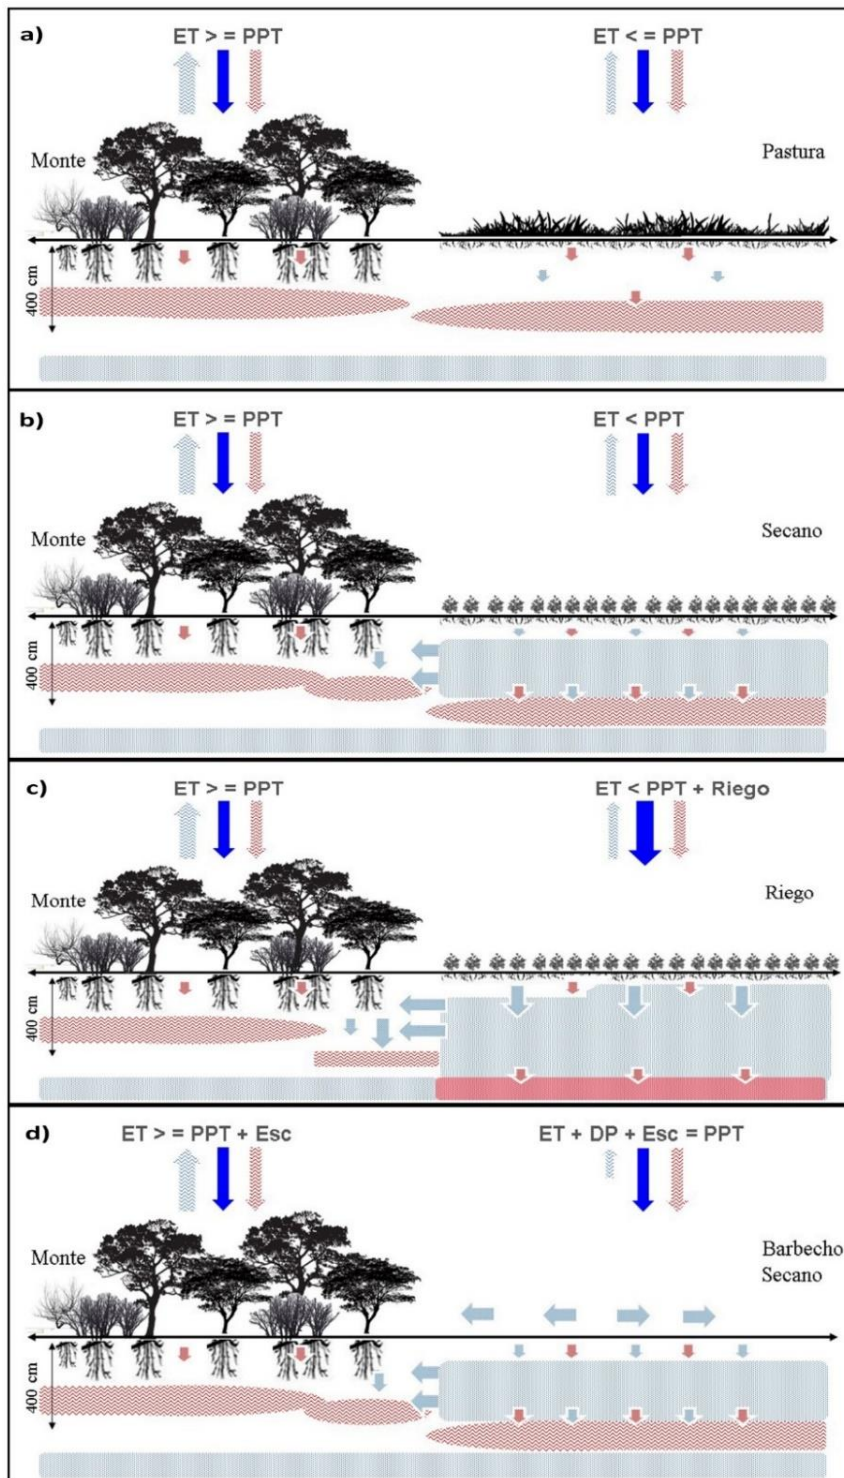 a)
ET > = PPT
ET < = PPT
Monte
Pastura
400 cm
b)
ET > = PPT
ET < PPT
Monte
Secano
400 cm
c)
ET > = PPT
ET < PPT + Riego
Monte
Riego
400 cm
d)
ET > = PPT + Esc
ET + DP + Esc = PPT
Monte
Barbecho
Secano
400 cm